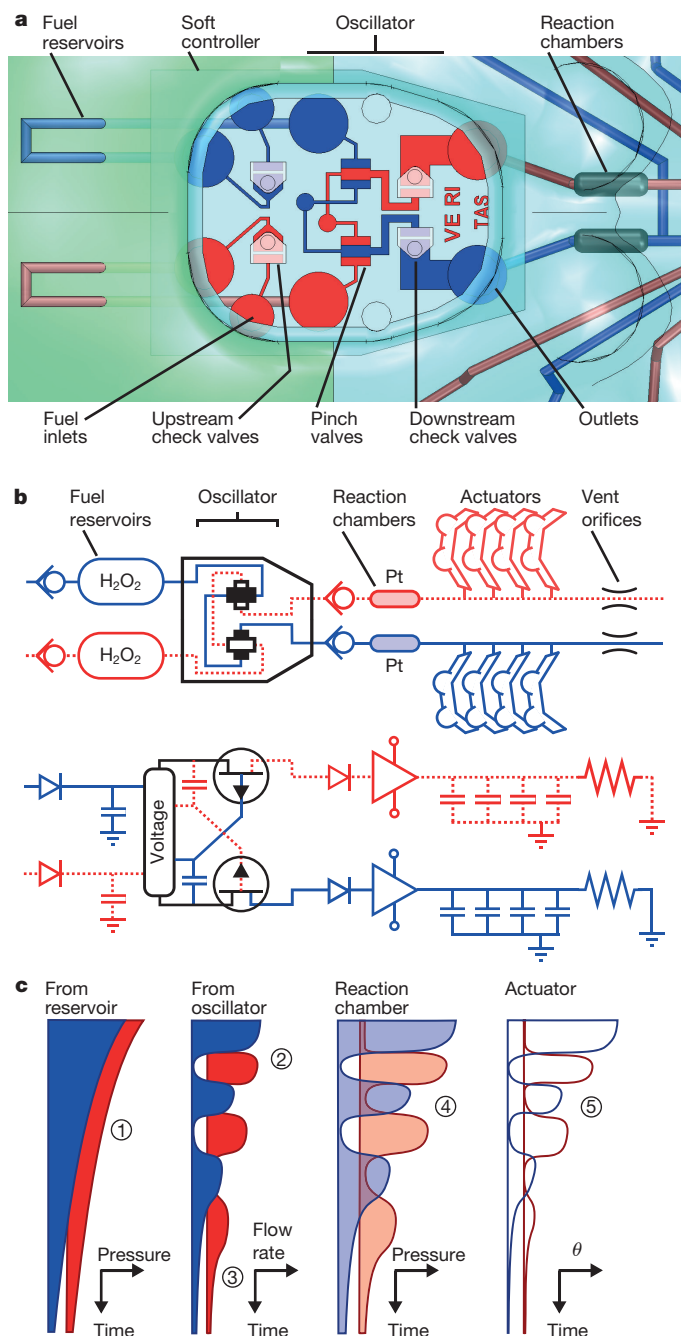 a
Fuel reservoirs
Soft controller
Oscillator
Reaction chambers
VE RI
TAS
Fuel inlets
Upstream check valves
Pinch valves
Downstream check valves
Outlets
b
Fuel reservoirs
Oscillator
Reaction chambers
Actuators
Vent orifices
H₂O₂
Pt
H₂O₂
Pt
Voltage
c
From reservoir
From oscillator
Reaction chamber
Actuator
①
②
③
④
⑤
Pressure
Time
Flow rate
Time
Pressure
Time
θ
Time